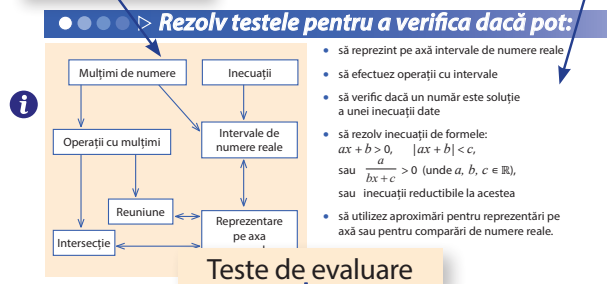 Rezolv testele pentru a verifica dacă pot:
Mulțimi de numere
Inecuații
Operații cu mulțimi
Intervale de
numere reale
Reuniune
Intersecție
Reprezentare
pe axa
• să reprezint pe axă intervale de numere reale
• să efectuez operații cu intervale
• să verific dacă un număr este soluție
a unei inecuații date
• să rezolv inecuații de formele:
ax + b > 0, |ax + b| < c,
sau a/(bx + c) > 0 (unde a, b, c ∈ ℝ),
sau inecuații reductibile la acestea
• să utilizez aproximări pentru reprezentări pe
axă sau pentru comparări de numere reale.
Teste de evaluare